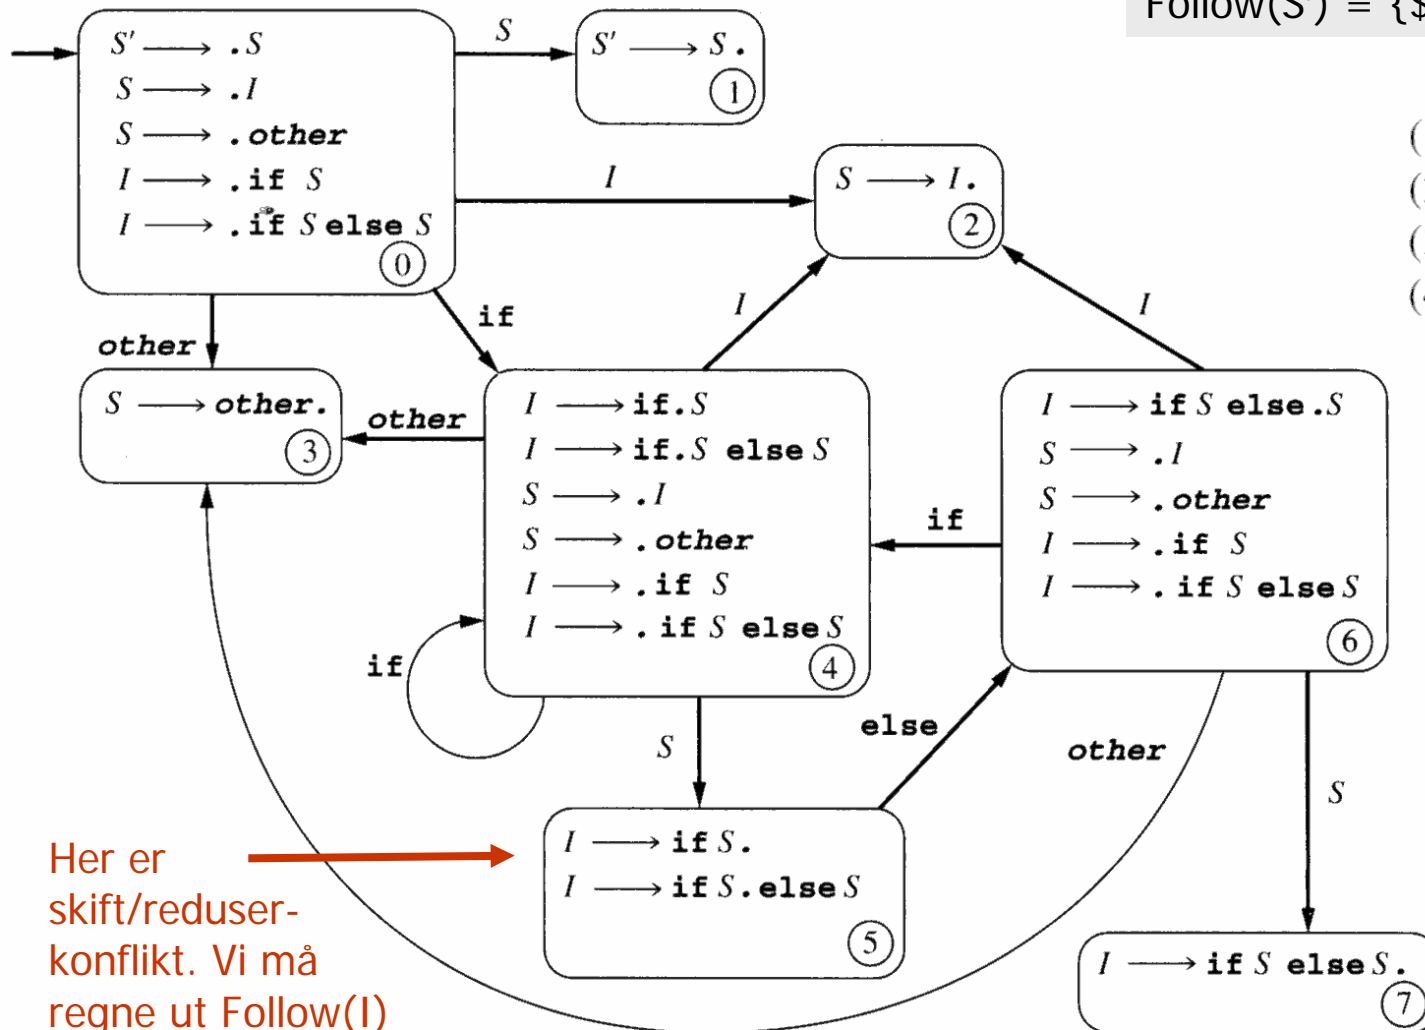 Follow(S') = {$
S' ⟶ .S
S ⟶ .I
S ⟶ .other
I ⟶ .if S
I ⟶ .if S else S
0
S
S' ⟶ S.
1
I
S ⟶ I.
2
(
(
(
(
other
if
I
I
S ⟶ other.
3
other
I ⟶ if.S
I ⟶ if.S else S
S ⟶ .I
S ⟶ .other
I ⟶ .if S
I ⟶ .if S else S
4
if
I ⟶ if S else.S
S ⟶ .I
S ⟶ .other
I ⟶ .if S
I ⟶ .if S else S
6
if
S
else
other
S
Her er
skift/reduser-
konflikt. Vi må
regne ut Follow(I)
I ⟶ if S.
I ⟶ if S.else S
5
I ⟶ if S else S.
7